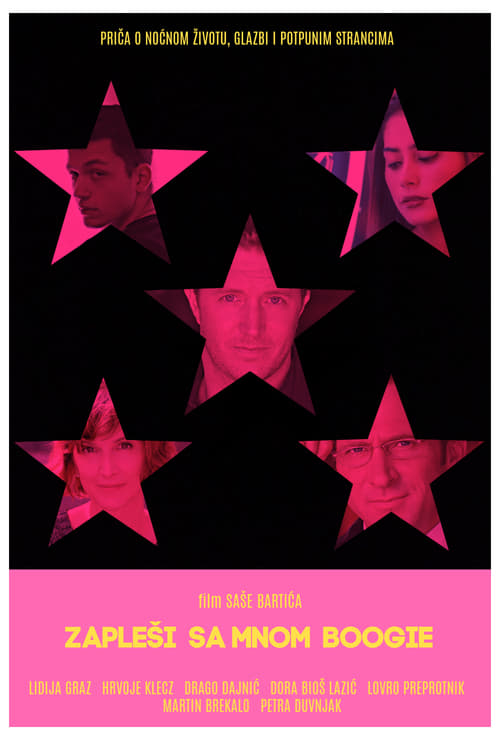 PRIČA O NOĆNOM ŽIVOTU, GLAZBI I POTPUNIM STRANCIMA
film SAŠE BARTIĆA
ZAPLEŠI SA MNOM BOOGIE
LIDIJA GRAZ HRVOJE KLECZ DRAGO DAJNIĆ DORA BIOŠ LAZIĆ LOVRO PREPROTNIK
MARTIN BREKALO PETRA DUVNJAK